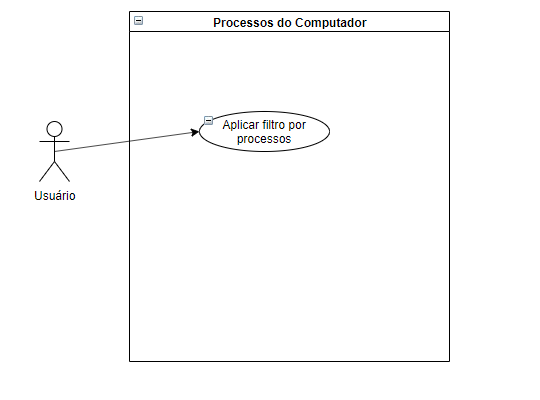 Processos do Computador
Aplicar filtro por
processos
Usuário